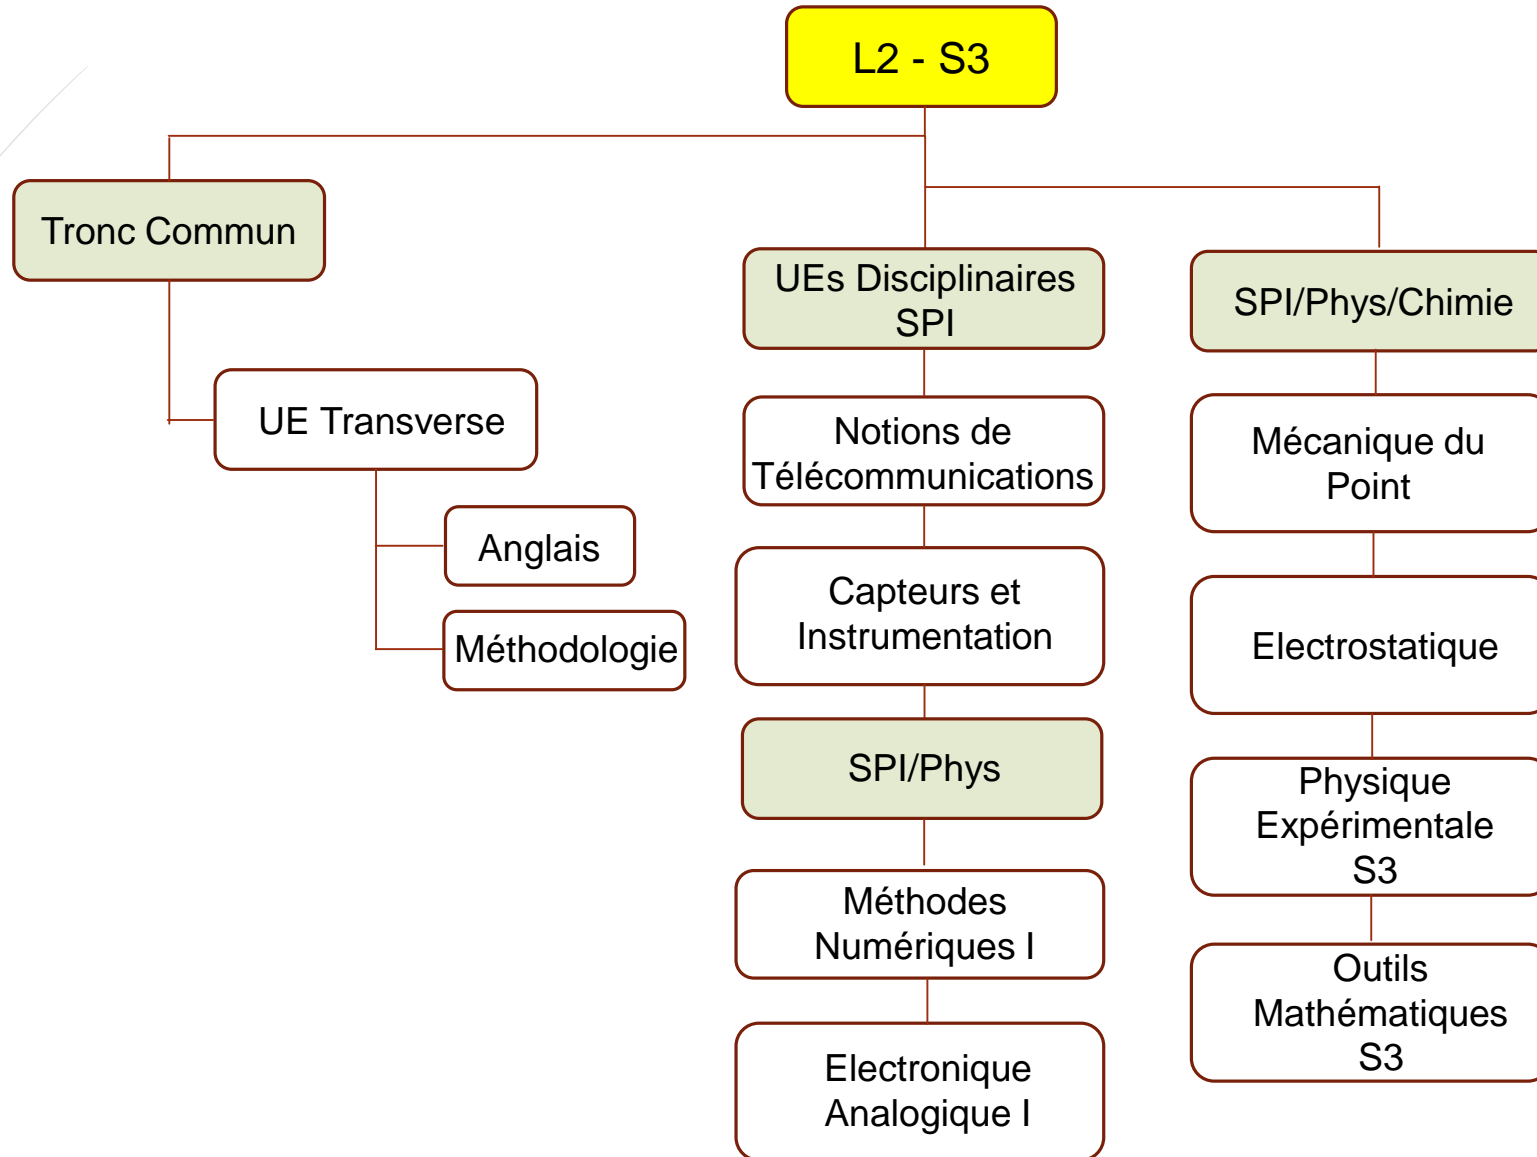 L2 - S3
Tronc Commun
UE Transverse
Anglais
Méthodologie
UEs Disciplinaires
SPI
Notions de
Télécommunications
Capteurs et
Instrumentation
SPI/Phys
Méthodes
Numériques I
Electronique
Analogique I
SPI/Phys/Chimie
Mécanique du
Point
Electrostatique
Physique
Expérimentale
S3
Outils
Mathématiques
S3